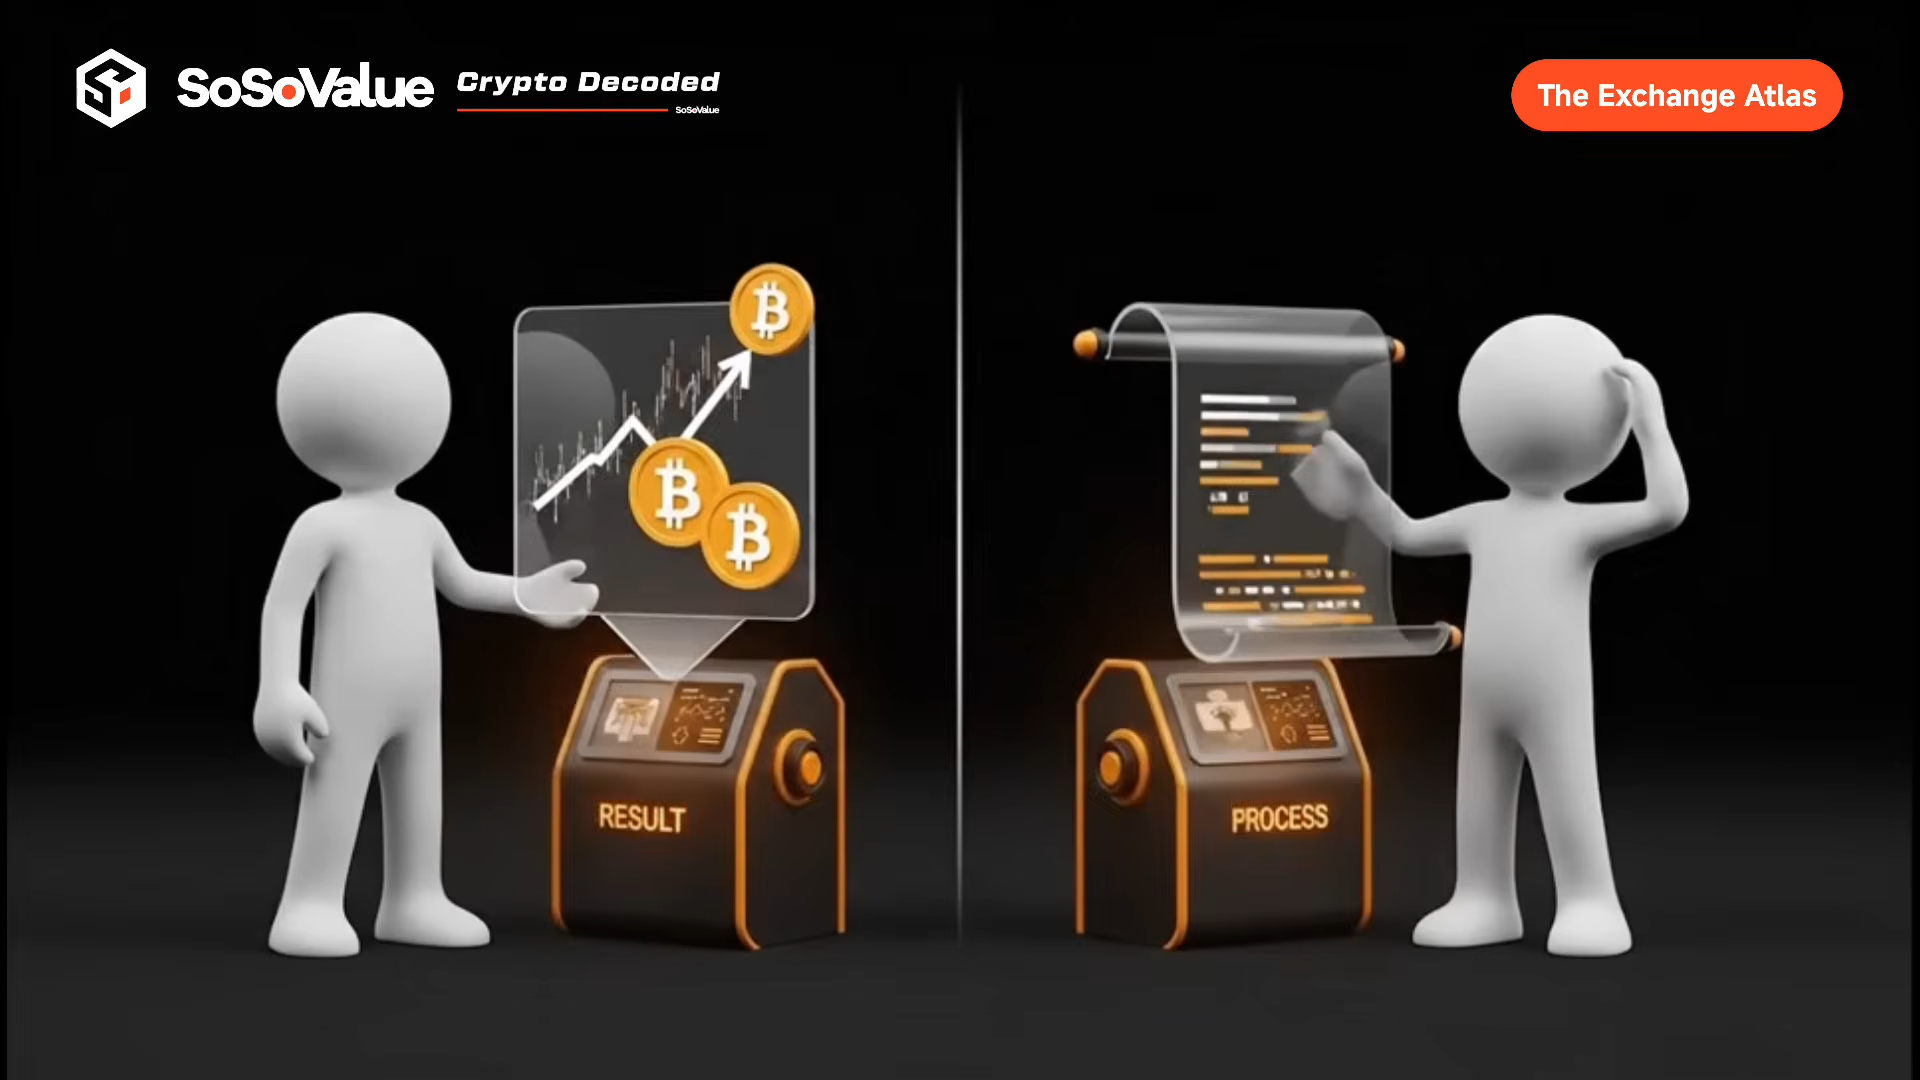 SoSoValue
Crypto Decoded
SoSoValue
The Exchange Atlas
RESULT
PROCESS